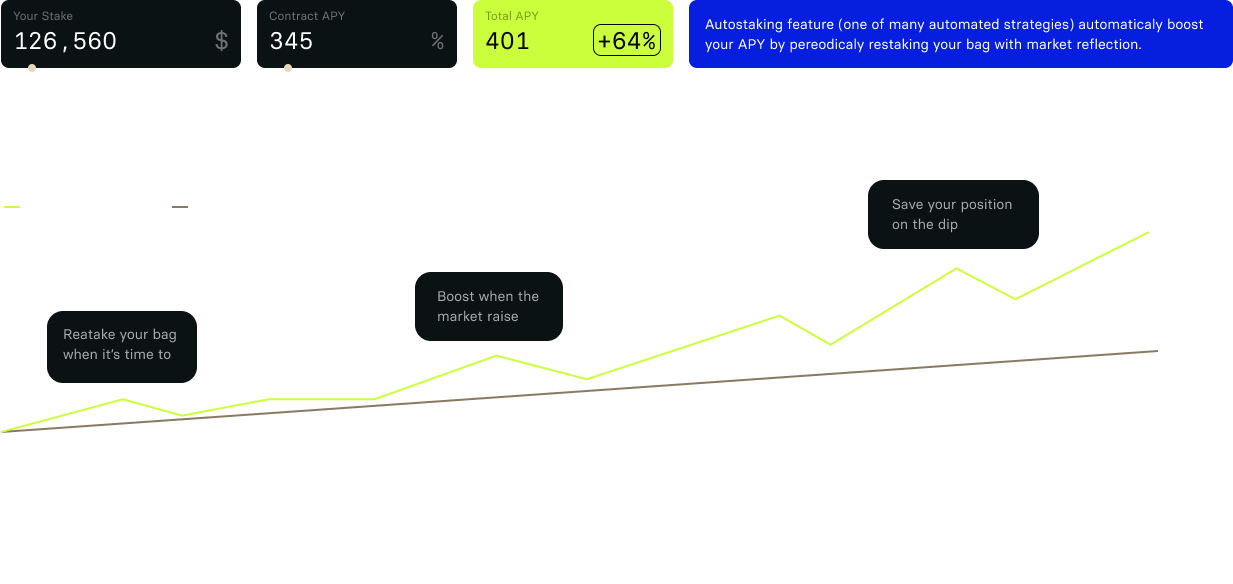 Your Stake
126,560 $
Contract APY
345 %
Total APY
401 +64%
Autostaking feature (one of many automated strategies) automaticaly boost
your APY by pereodicaly restaking your bag with market reflection.
Save your position
on the dip
Boost when the
market raise
Reatake your bag
when it's time to